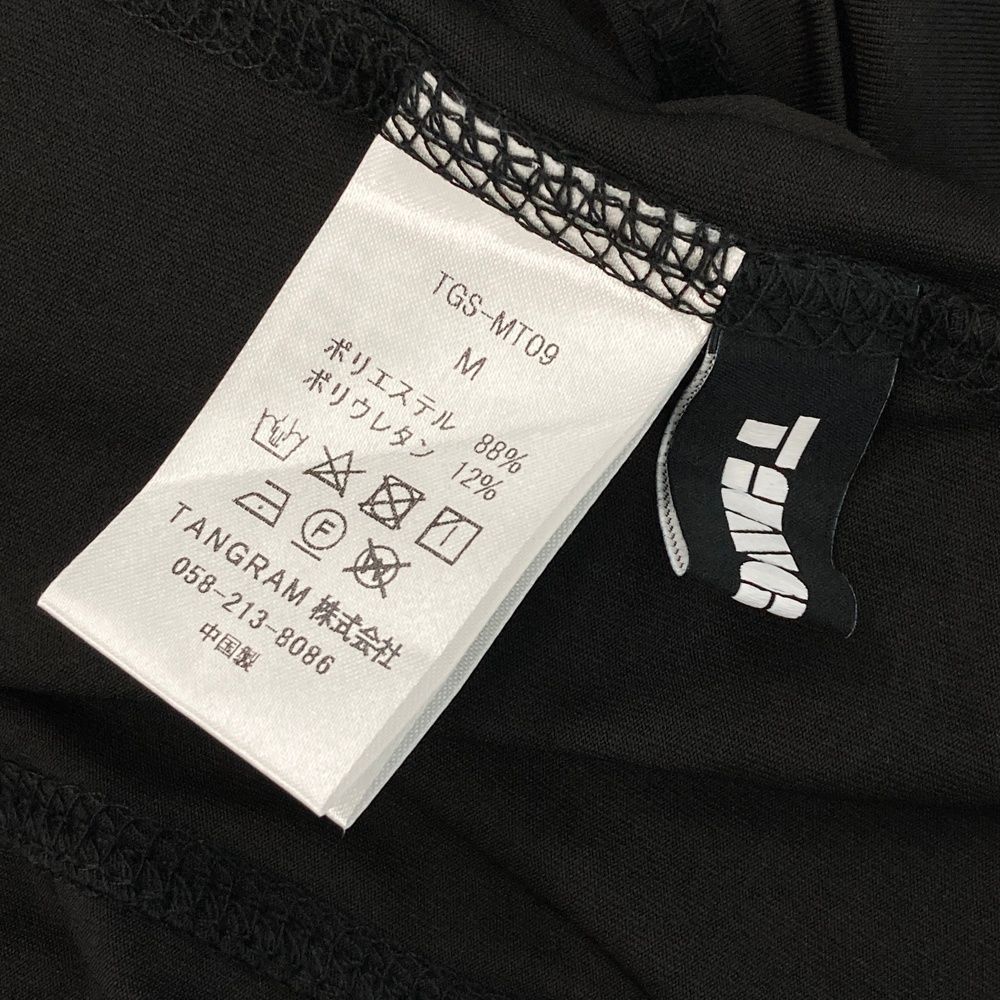 TGS-MT09
M
ポリエステル 88%
ポリウレタン 12%
F
TANGRAM 株式会社
058-213-8086
中国製